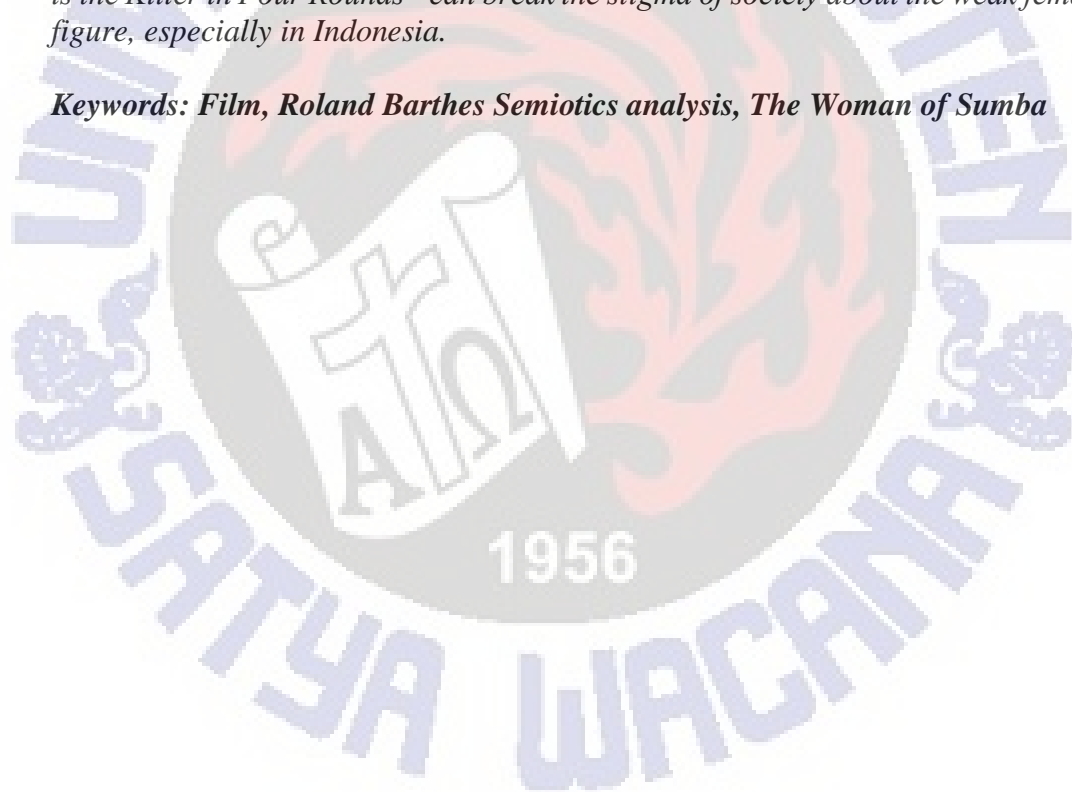 is the Killer in Four Rounds" can break the stigma of society about the weak
figure, especially in Indonesia.
Keywords: Film, Roland Barthes Semiotics analysis, The Woman of Sumba
Α Ω
1956
SATYA WACANA